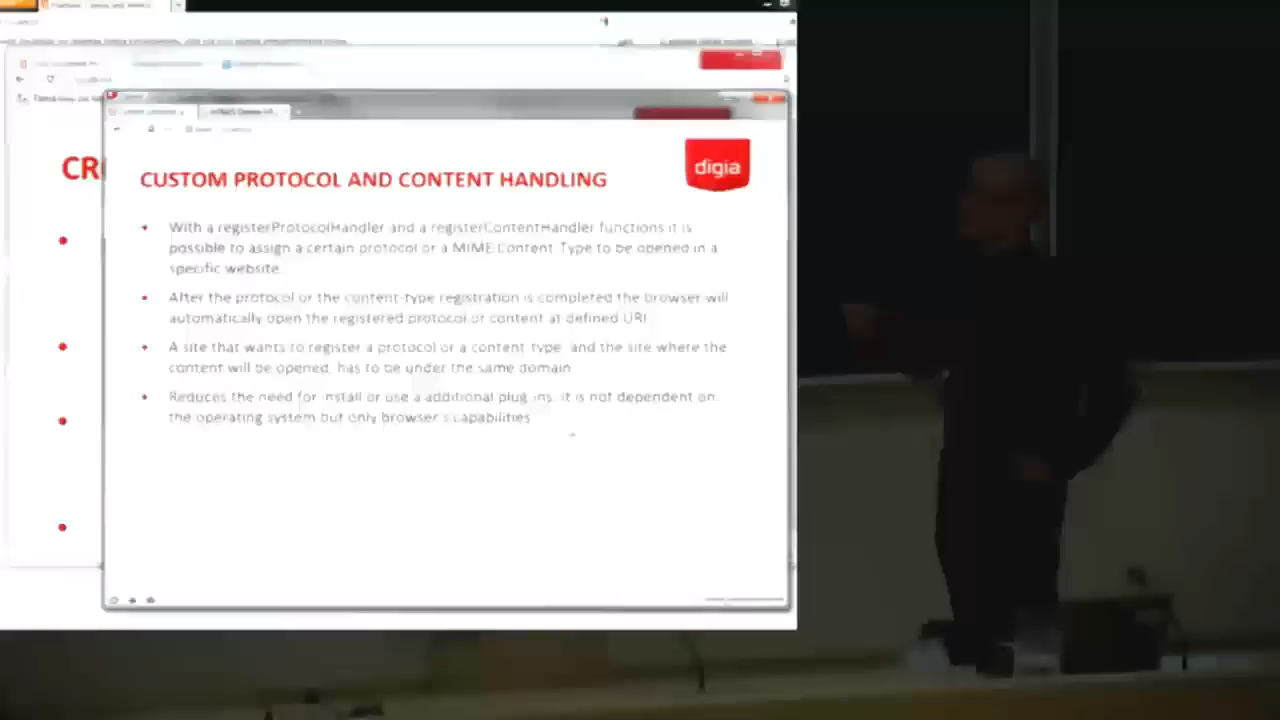 CR
digia
CUSTOM PROTOCOL AND CONTENT HANDLING
With a registerProtocolHandler and a registerContentHandler functions it is
possible to assign a certain protocol or a MIME Content Type to be opened in a
specific website.
After the protocol or the content-type registration is completed the browser will
automatically open the registered protocol or content at defined URI
A site that wants to register a protocol or a content type and the site where the
content will be opened, has to be under the same domain
Reduces the need for install or use a additional plug-ins. It is not dependent on
the operating system but only browser's capabilities